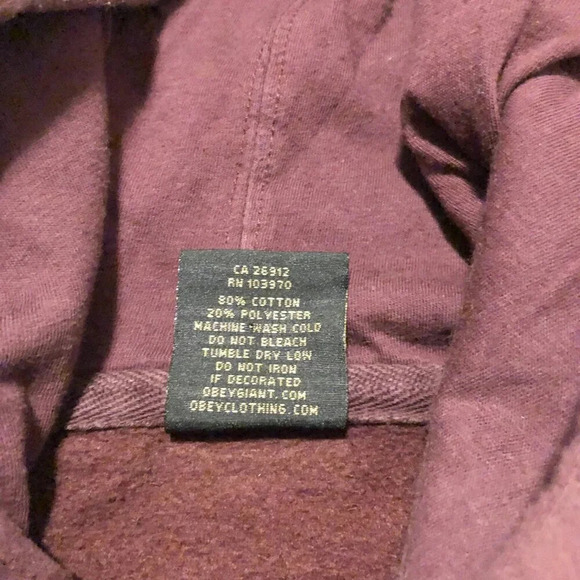 CA 26912
RN 103970
80% COTTON
20% POLYESTER
MACHINE WASH COLD
DO NOT BLEACH
TUMBLE DRY LOW
DO NOT IRON
IF DECORATED
OBEYGIANT.COM
OBEYCLOTHING.COM